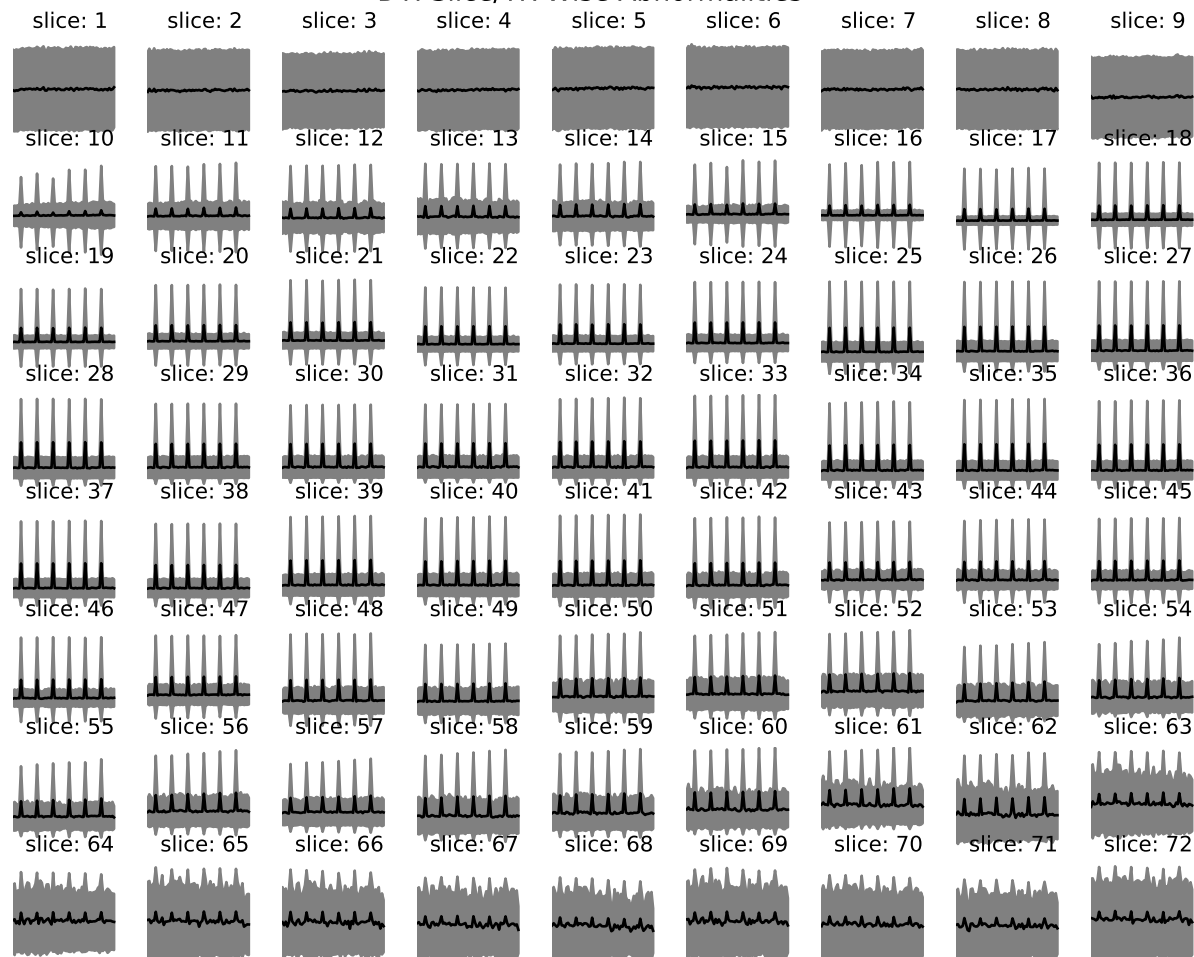 Wise Abnormalities
slice: 1 slice: 2 slice: 3 slice: 4 slice: 5 slice: 6 slice: 7 slice: 8 slice: 9
slice: 10 slice: 11 slice: 12 slice: 13 slice: 14 slice: 15 slice: 16 slice: 17 slice: 18
slice: 19 slice: 20 slice: 21 slice: 22 slice: 23 slice: 24 slice: 25 slice: 26 slice: 27
slice: 28 slice: 29 slice: 30 slice: 31 slice: 32 slice: 33 slice: 34 slice: 35 slice: 36
slice: 37 slice: 38 slice: 39 slice: 40 slice: 41 slice: 42 slice: 43 slice: 44 slice: 45
slice: 46 slice: 47 slice: 48 slice: 49 slice: 50 slice: 51 slice: 52 slice: 53 slice: 54
slice: 55 slice: 56 slice: 57 slice: 58 slice: 59 slice: 60 slice: 61 slice: 62 slice: 63
slice: 64 slice: 65 slice: 66 slice: 67 slice: 68 slice: 69 slice: 70 slice: 71 slice: 72